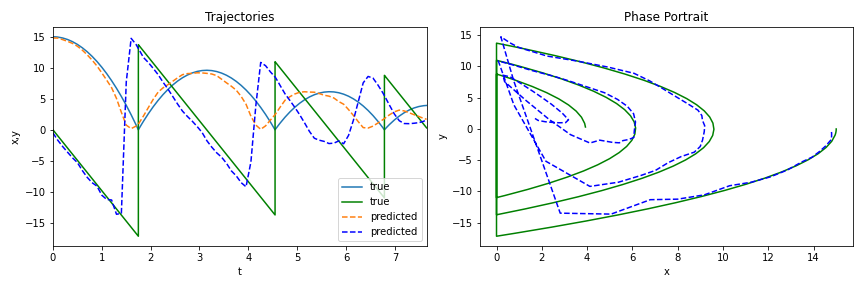 Trajectories
x,y
15
10
5
0
−5
−10
−15
0 1 2 3 4 5 6 7
t
true
true
predicted
predicted
Phase Portrait
y
15
10
5
0
−5
−10
−15
0 2 4 6 8 10 12 14
x